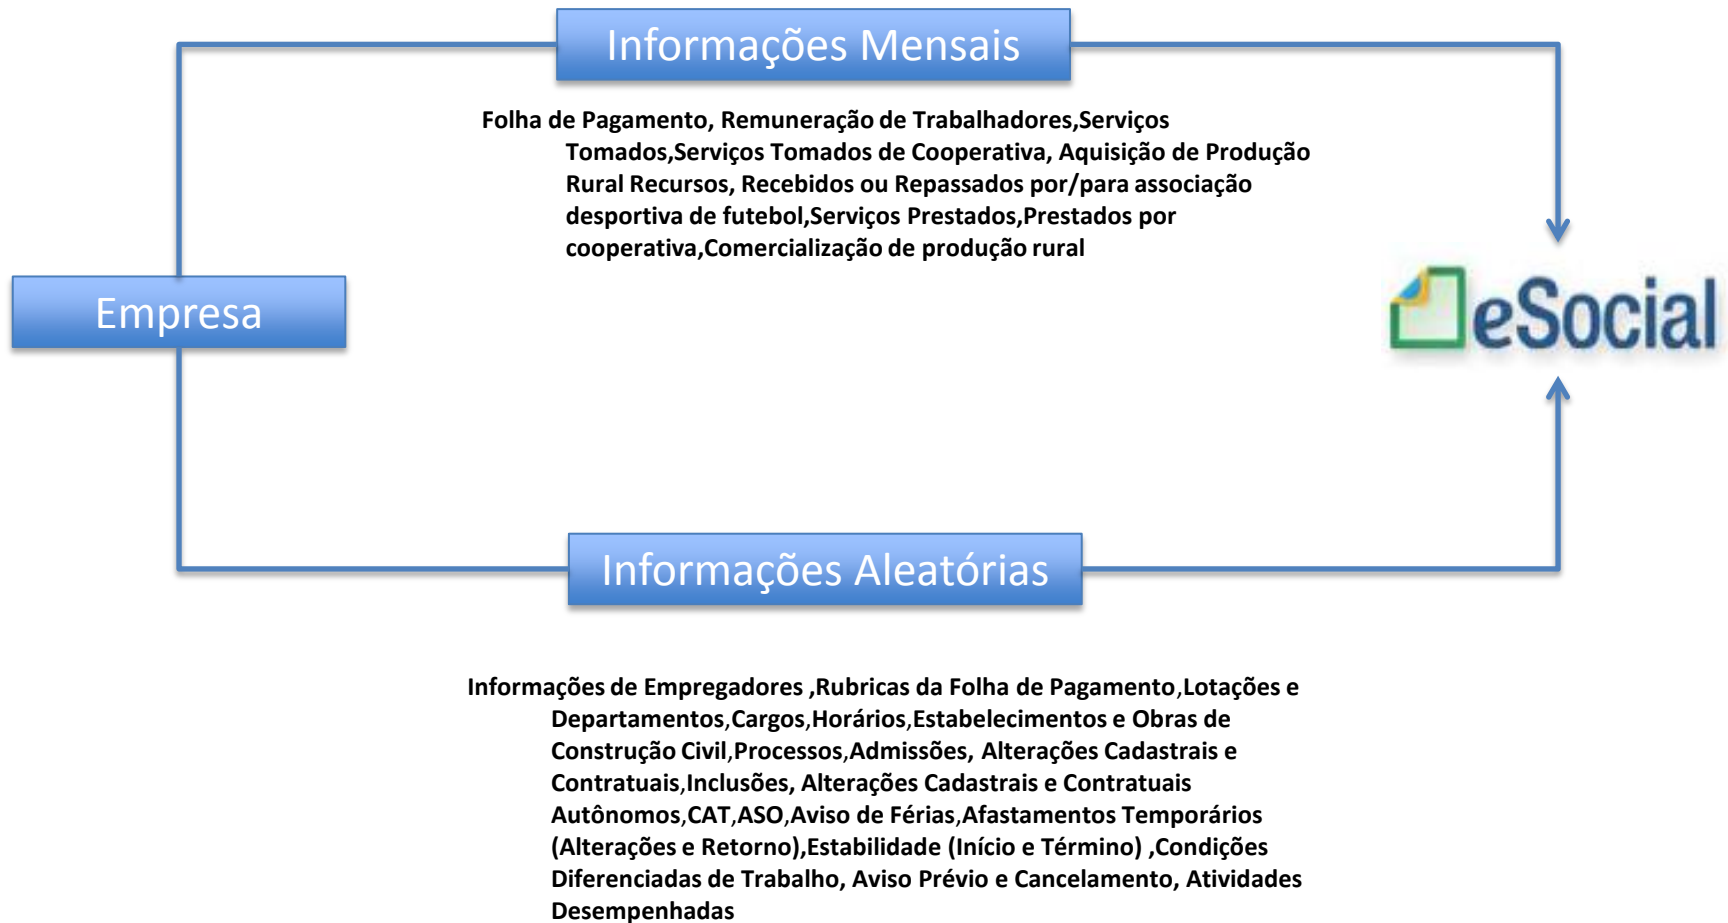 Informações Mensais
Folha de Pagamento, Remuneração de Trabalhadores,Serviços
Tomados,Serviços Tomados de Cooperativa, Aquisição de Produção
Rural Recursos, Recebidos ou Repassados por/para associação
desportiva de futebol,Serviços Prestados,Prestados por
cooperativa,Comercialização de produção rural
Empresa
eSocial
Informações Aleatórias
Informações de Empregadores ,Rubricas da Folha de Pagamento,Lotações e
Departamentos,Cargos,Horários,Estabelecimentos e Obras de
Construção Civil,Processos,Admissões, Alterações Cadastrais e
Contratuais,Inclusões, Alterações Cadastrais e Contratuais
Autônomos,CAT,ASO,Aviso de Férias,Afastamentos Temporários
(Alterações e Retorno),Estabilidade (Início e Término) ,Condições
Diferenciadas de Trabalho, Aviso Prévio e Cancelamento, Atividades
Desempenhadas